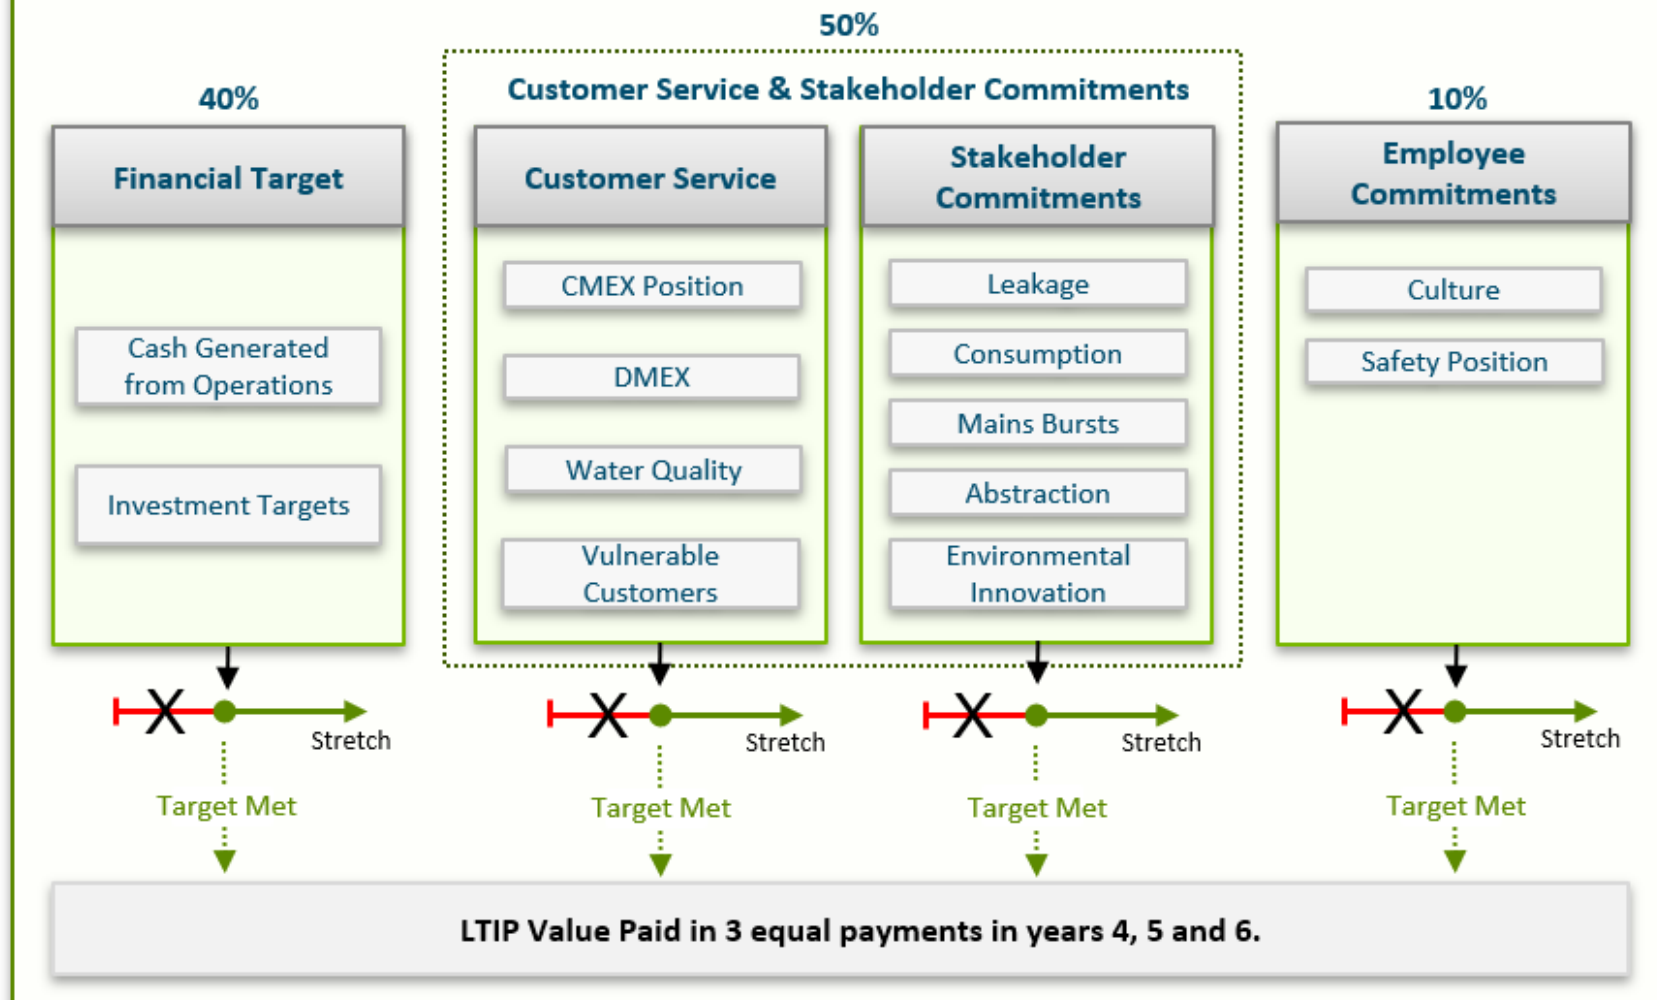 50%
Customer Service & Stakeholder Commitments
40%
Financial Target
Cash Generated
from Operations
Investment Targets
Customer Service
CMEX Position
DMEX
Water Quality
Vulnerable
Customers
Stakeholder
Commitments
Leakage
Consumption
Mains Bursts
Abstraction
Environmental
Innovation
10%
Employee
Commitments
Culture
Safety Position
X
Stretch
Target Met
X
Stretch
Target Met
X
Stretch
Target Met
X
Stretch
Target Met
LTIP Value Paid in 3 equal payments in years 4, 5 and 6.